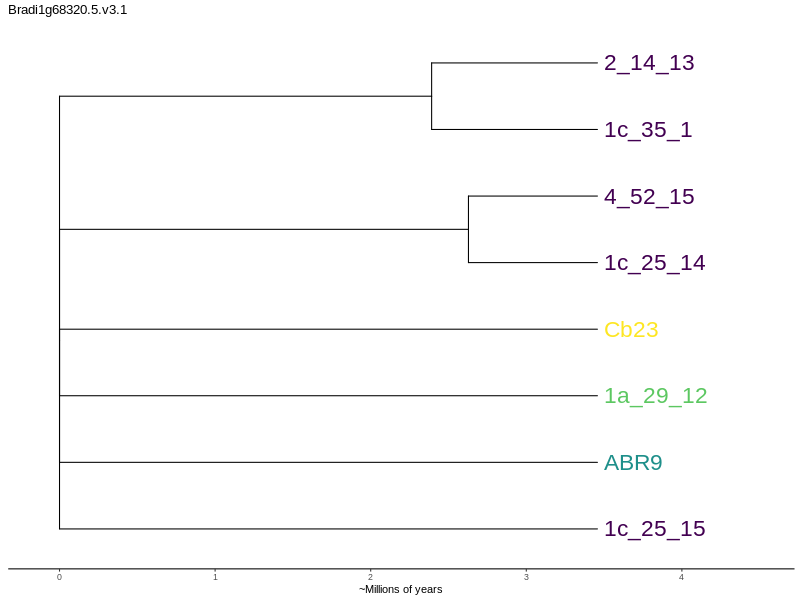 Bradi1g68320.5.v3.1
2_14_13
1c_35_1
4_52_15
1c_25_14
Cb23
1a_29_12
ABR9
1c_25_15
0 1 2 3 4
~Millions of years